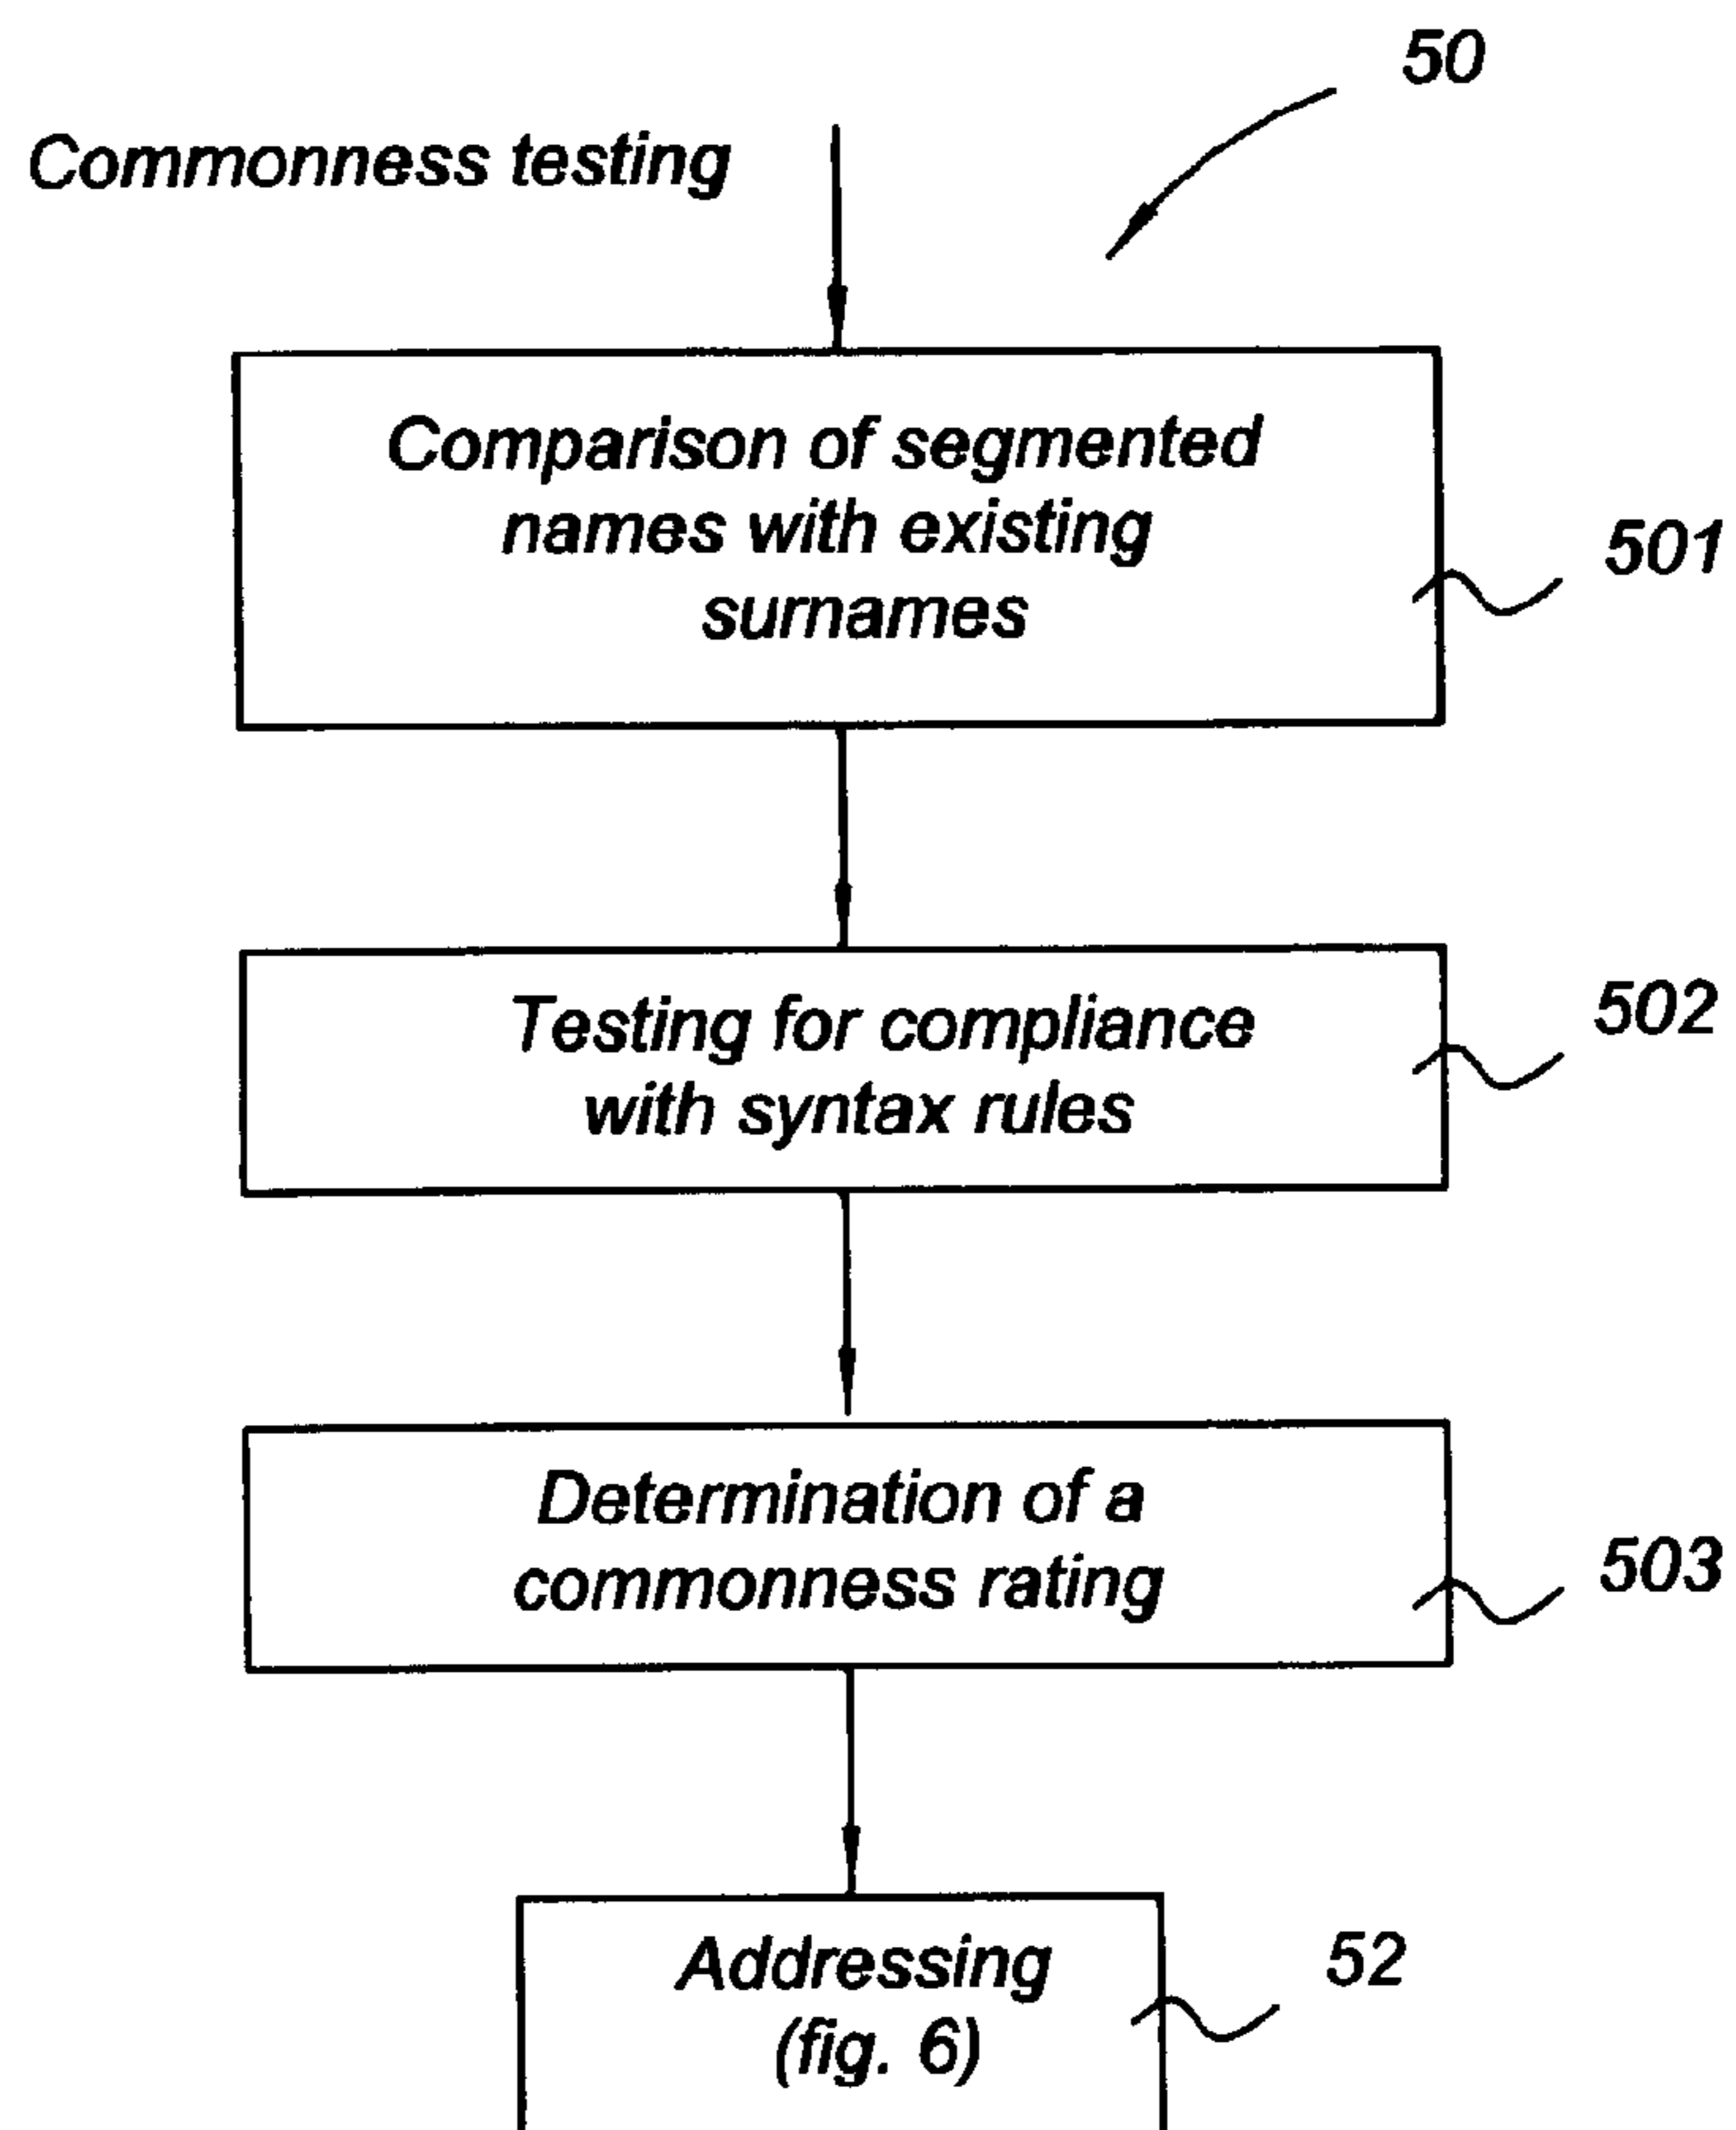 50
Commonness testing
Comparison of segmented
names with existing
surnames
501
Testing for compliance
with syntax rules
502
Determination of a
commonness rating
503
Addressing
(fig. 6)
52